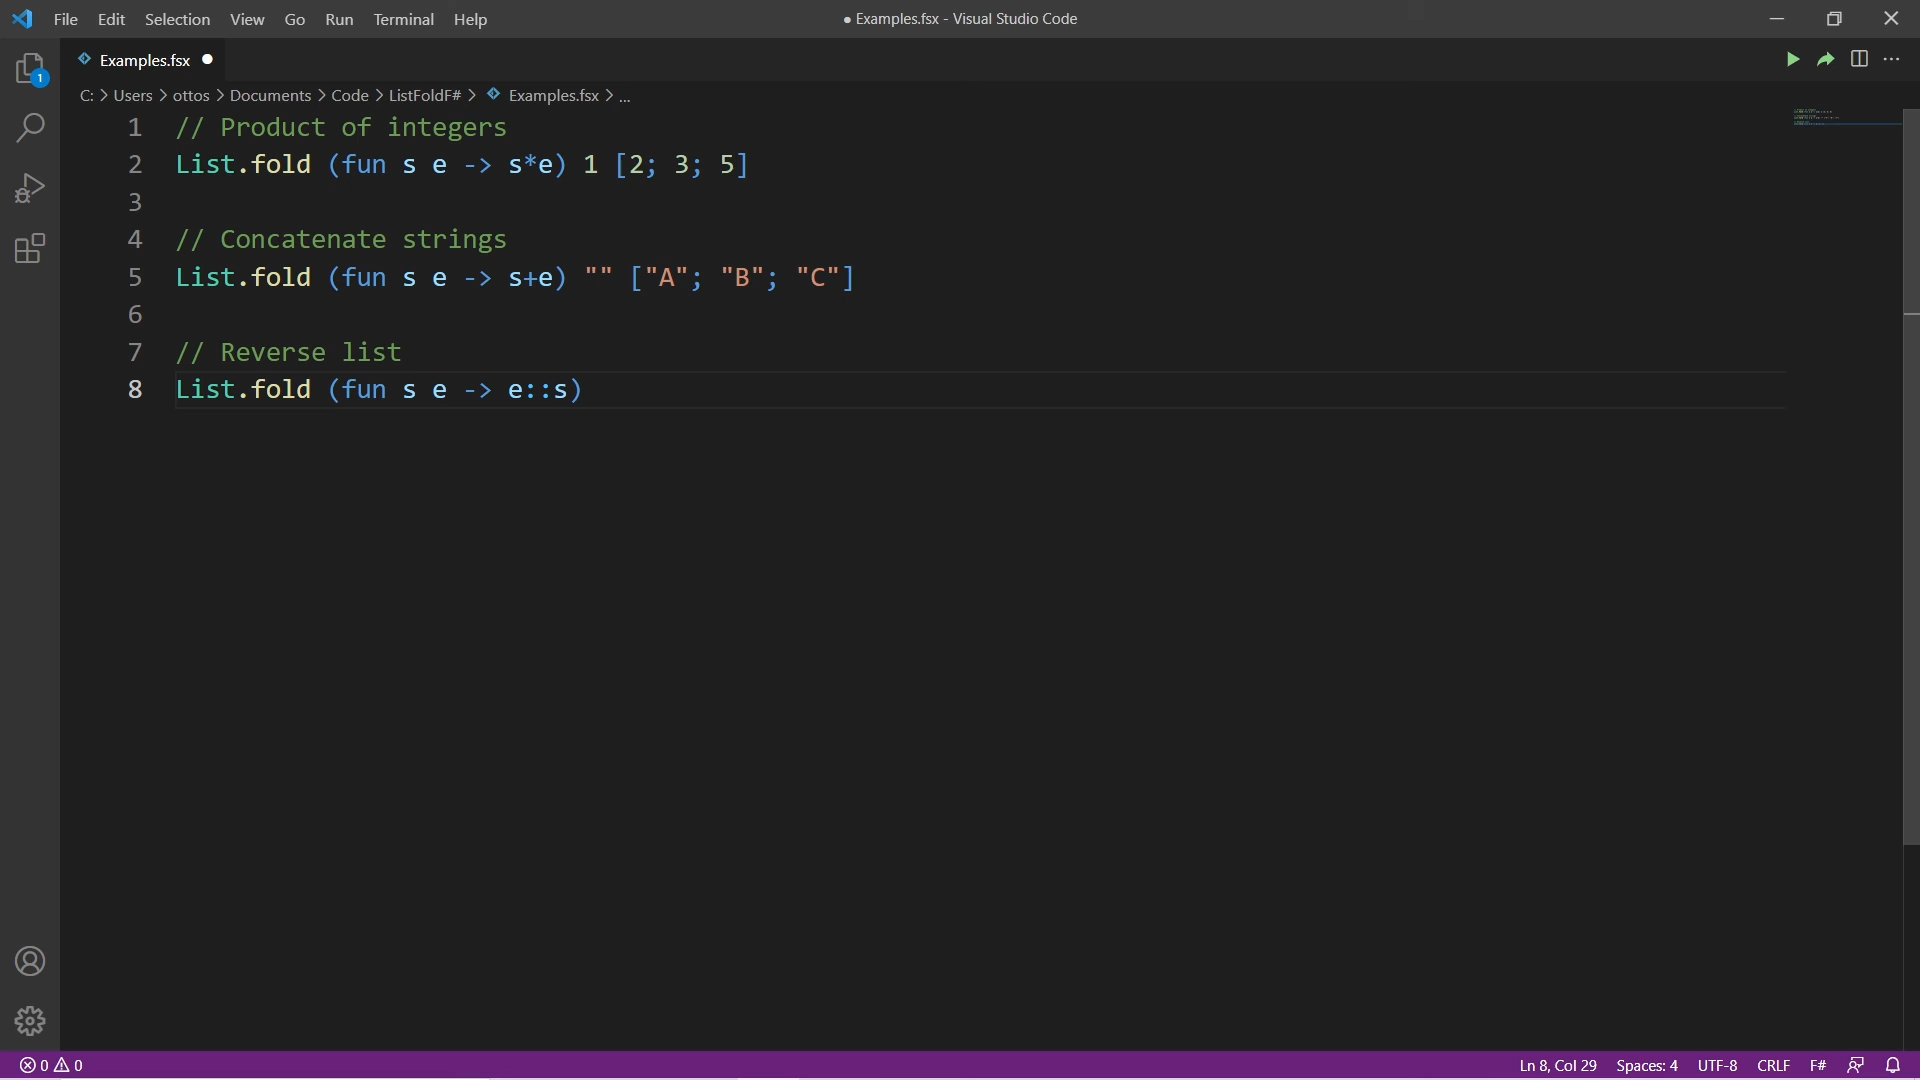 File Edit Selection View Go Run Terminal Help
● Examples.fsx - Visual Studio Code
1
Examples.fsx ●
C: > Users > ottos > Documents > Code > ListFoldF# > Examples.fsx > ...
1 // Product of integers
2 List.fold (fun s e -> s*e) 1 [2; 3; 5]
3
4 // Concatenate strings
5 List.fold (fun s e -> s+e) "" ["A"; "B"; "C"]
6
7 // Reverse list
8 List.fold (fun s e -> e::s)
0 0
Ln 8, Col 29 Spaces: 4 UTF-8 CRLF F#